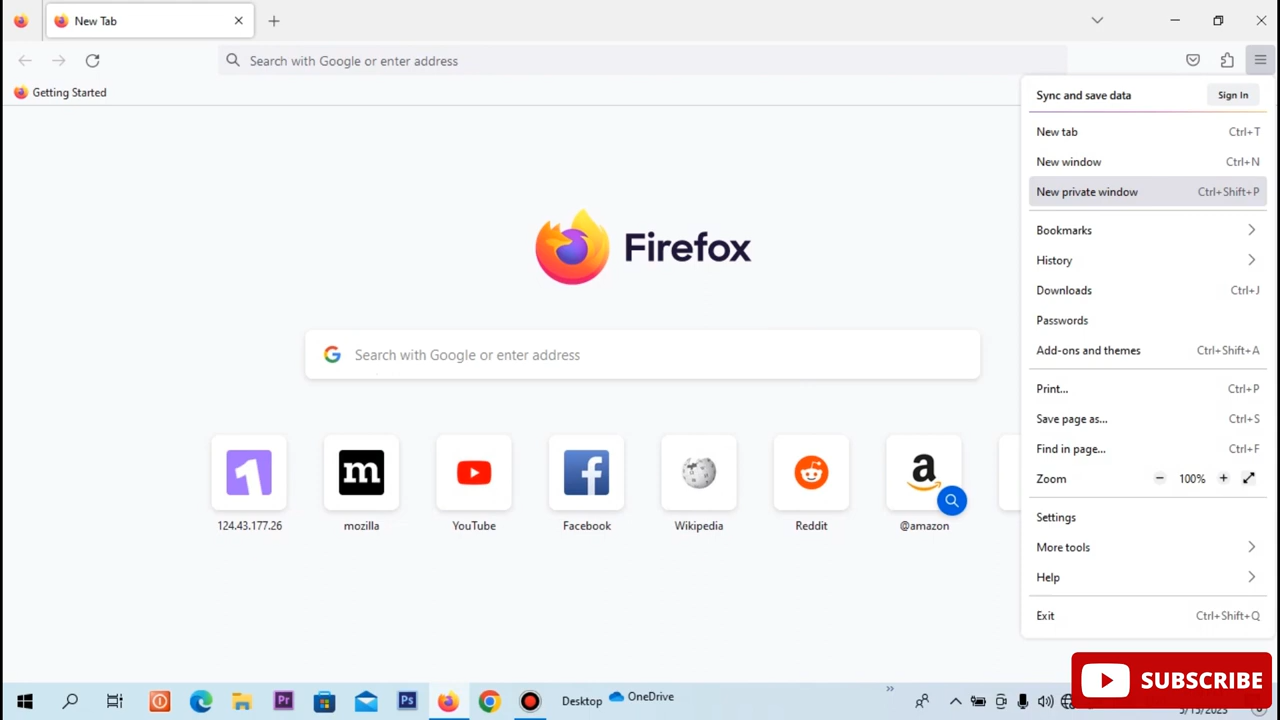 New Tab
Search with Google or enter address
Getting Started
Sync and save data Sign In
New tab Ctrl+T
New window Ctrl+N
New private window Ctrl+Shift+P
Bookmarks
History
Downloads Ctrl+J
Passwords
Add-ons and themes Ctrl+Shift+A
Print... Ctrl+P
Save page as... Ctrl+S
Find in page... Ctrl+F
Zoom 100%
Settings
More tools
Help
Exit Ctrl+Shift+Q
Firefox
Search with Google or enter address
m
a
124.43.177.26 mozilla YouTube Facebook Wikipedia Reddit @amazon
Pr Ps Desktop OneDrive
SUBSCRIBE